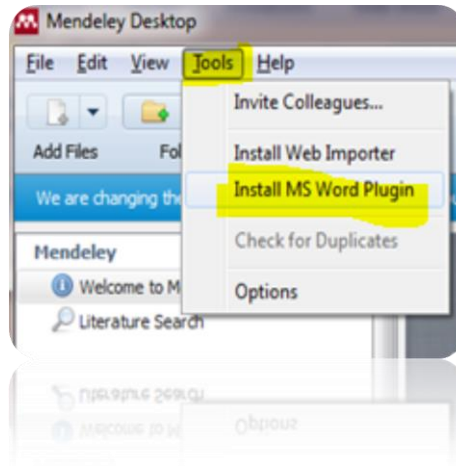 Mendeley Desktop
File Edit View Tools Help
Invite Colleagues...
Add Files Fol
Install Web Importer
We are changing the
Install MS Word Plugin
Mendeley
Check for Duplicates
Welcome to M
Options
Literature Search